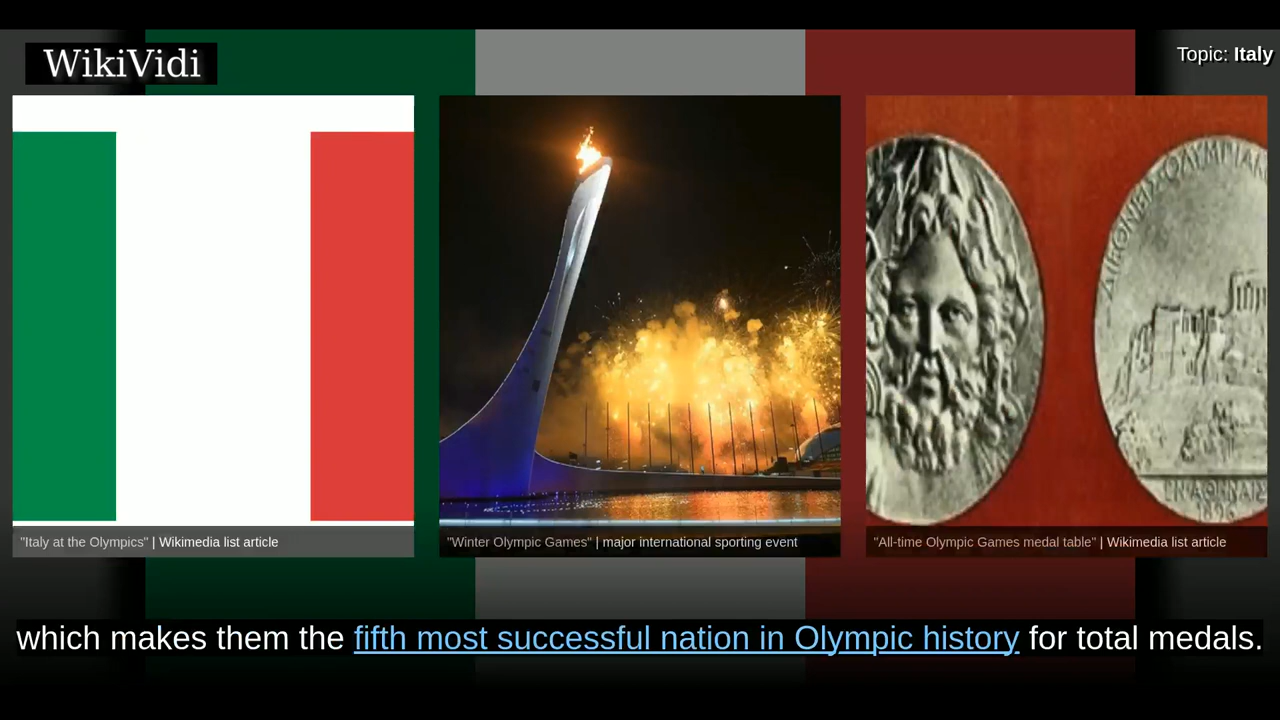 WikiVidi
Topic: Italy
"Italy at the Olympics" | Wikimedia list article
"Winter Olympic Games" | major international sporting event
"All-time Olympic Games medal table" | Wikimedia list article
which makes them the fifth most successful nation in Olympic history for total medals.